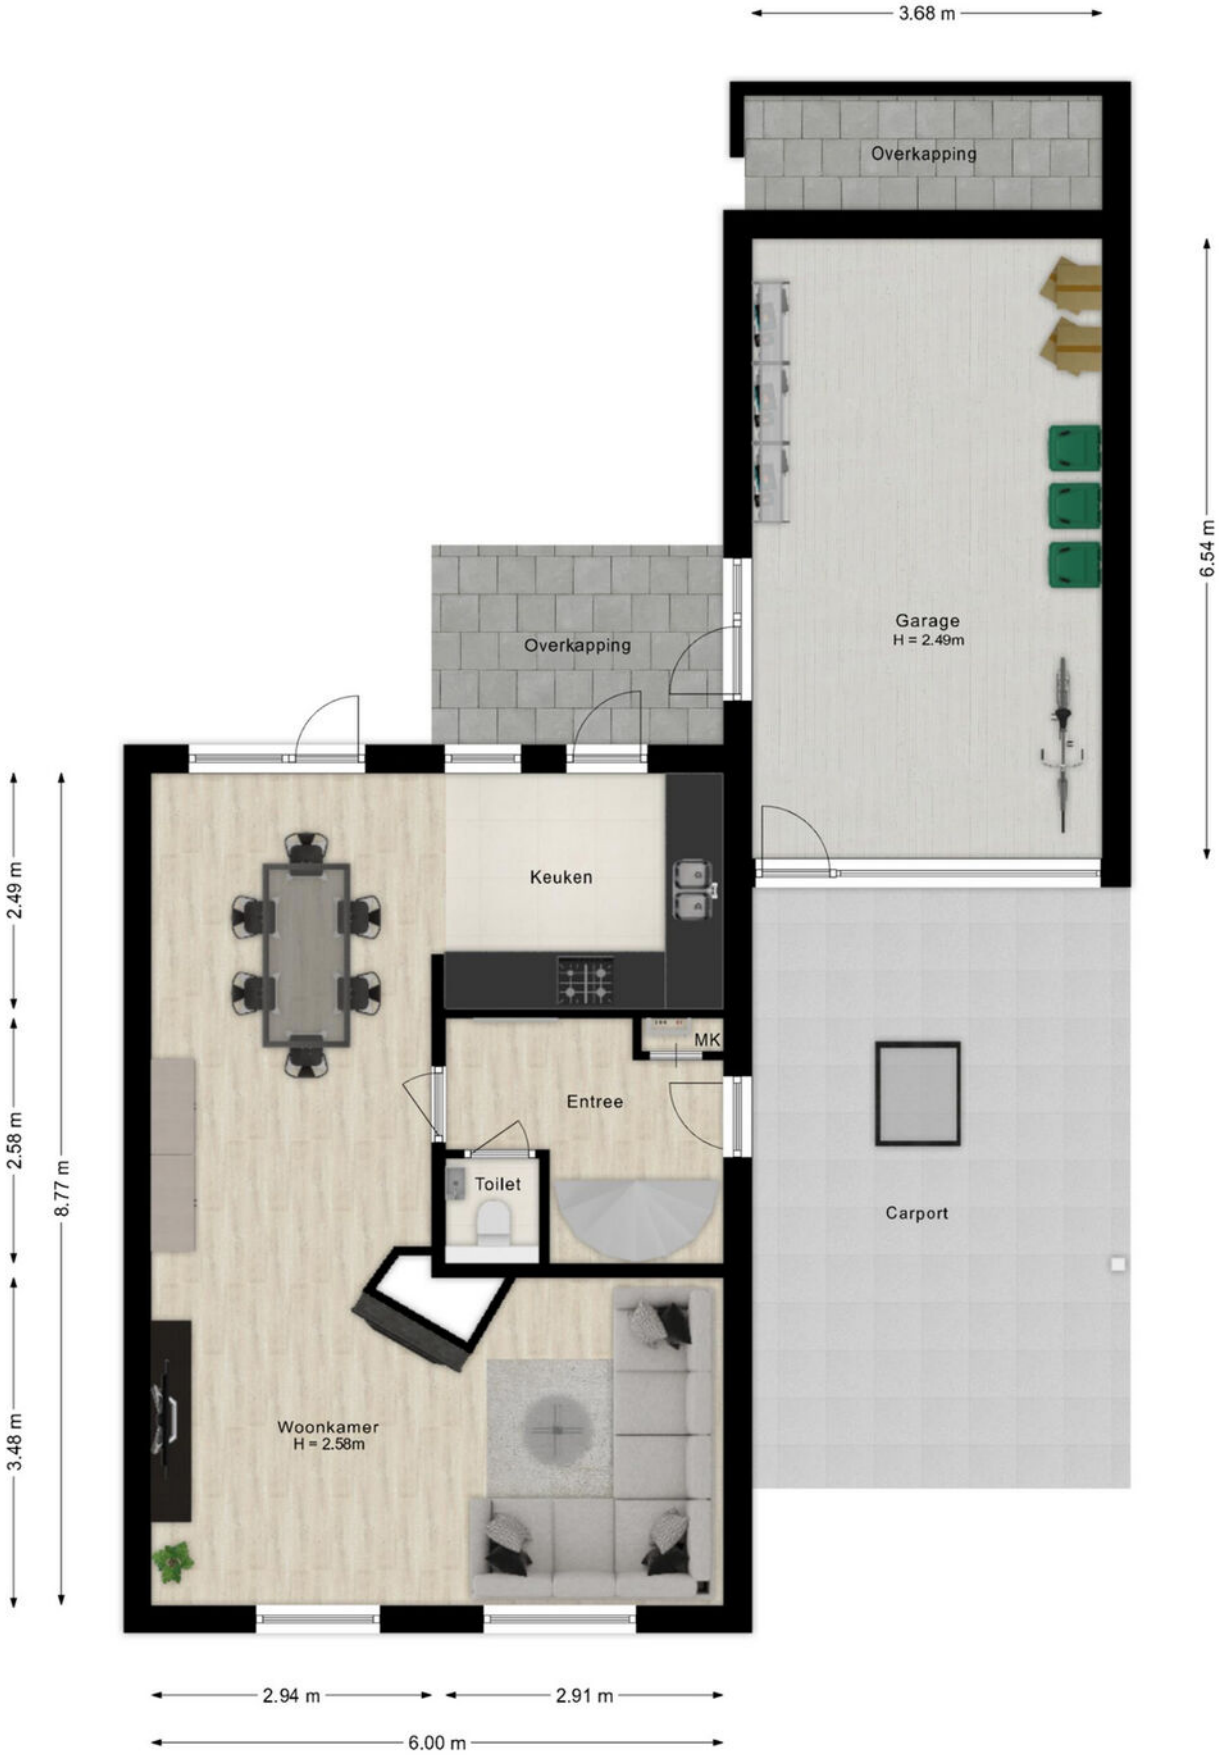 3.68 m
Overkapping
6.54 m
Garage
H = 2.49m
Overkapping
2.49 m
Keuken
MK
Entree
2.58 m
8.77 m
Toilet
Carport
3.48 m
Woonkamer
H = 2.58m
2.94 m
2.91 m
6.00 m